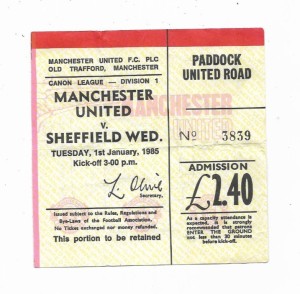 MANCHESTER UNITED F.C. PLC
OLD TRAFFORD, MANCHESTER
CANON LEAGUE — DIVISION 1
MANCHESTER
UNITED
v.
SHEFFIELD WED.
TUESDAY, 1st January, 1985
Kick-off 3-00 p.m.
Secretary.
Issued subject to the Rules, Regulations and
Bye-Laws of the Football Association.
No Tickets exchanged nor money refunded.
This portion to be retained
PADDOCK
UNITED ROAD
MANCHESTER
UNITED
No 3839
ADMISSION
£2.40
As a capacity attendance is
expected, it is strongly
recommended that patrons
ENTER THE GROUND
not less than 30 minutes
before kick-off